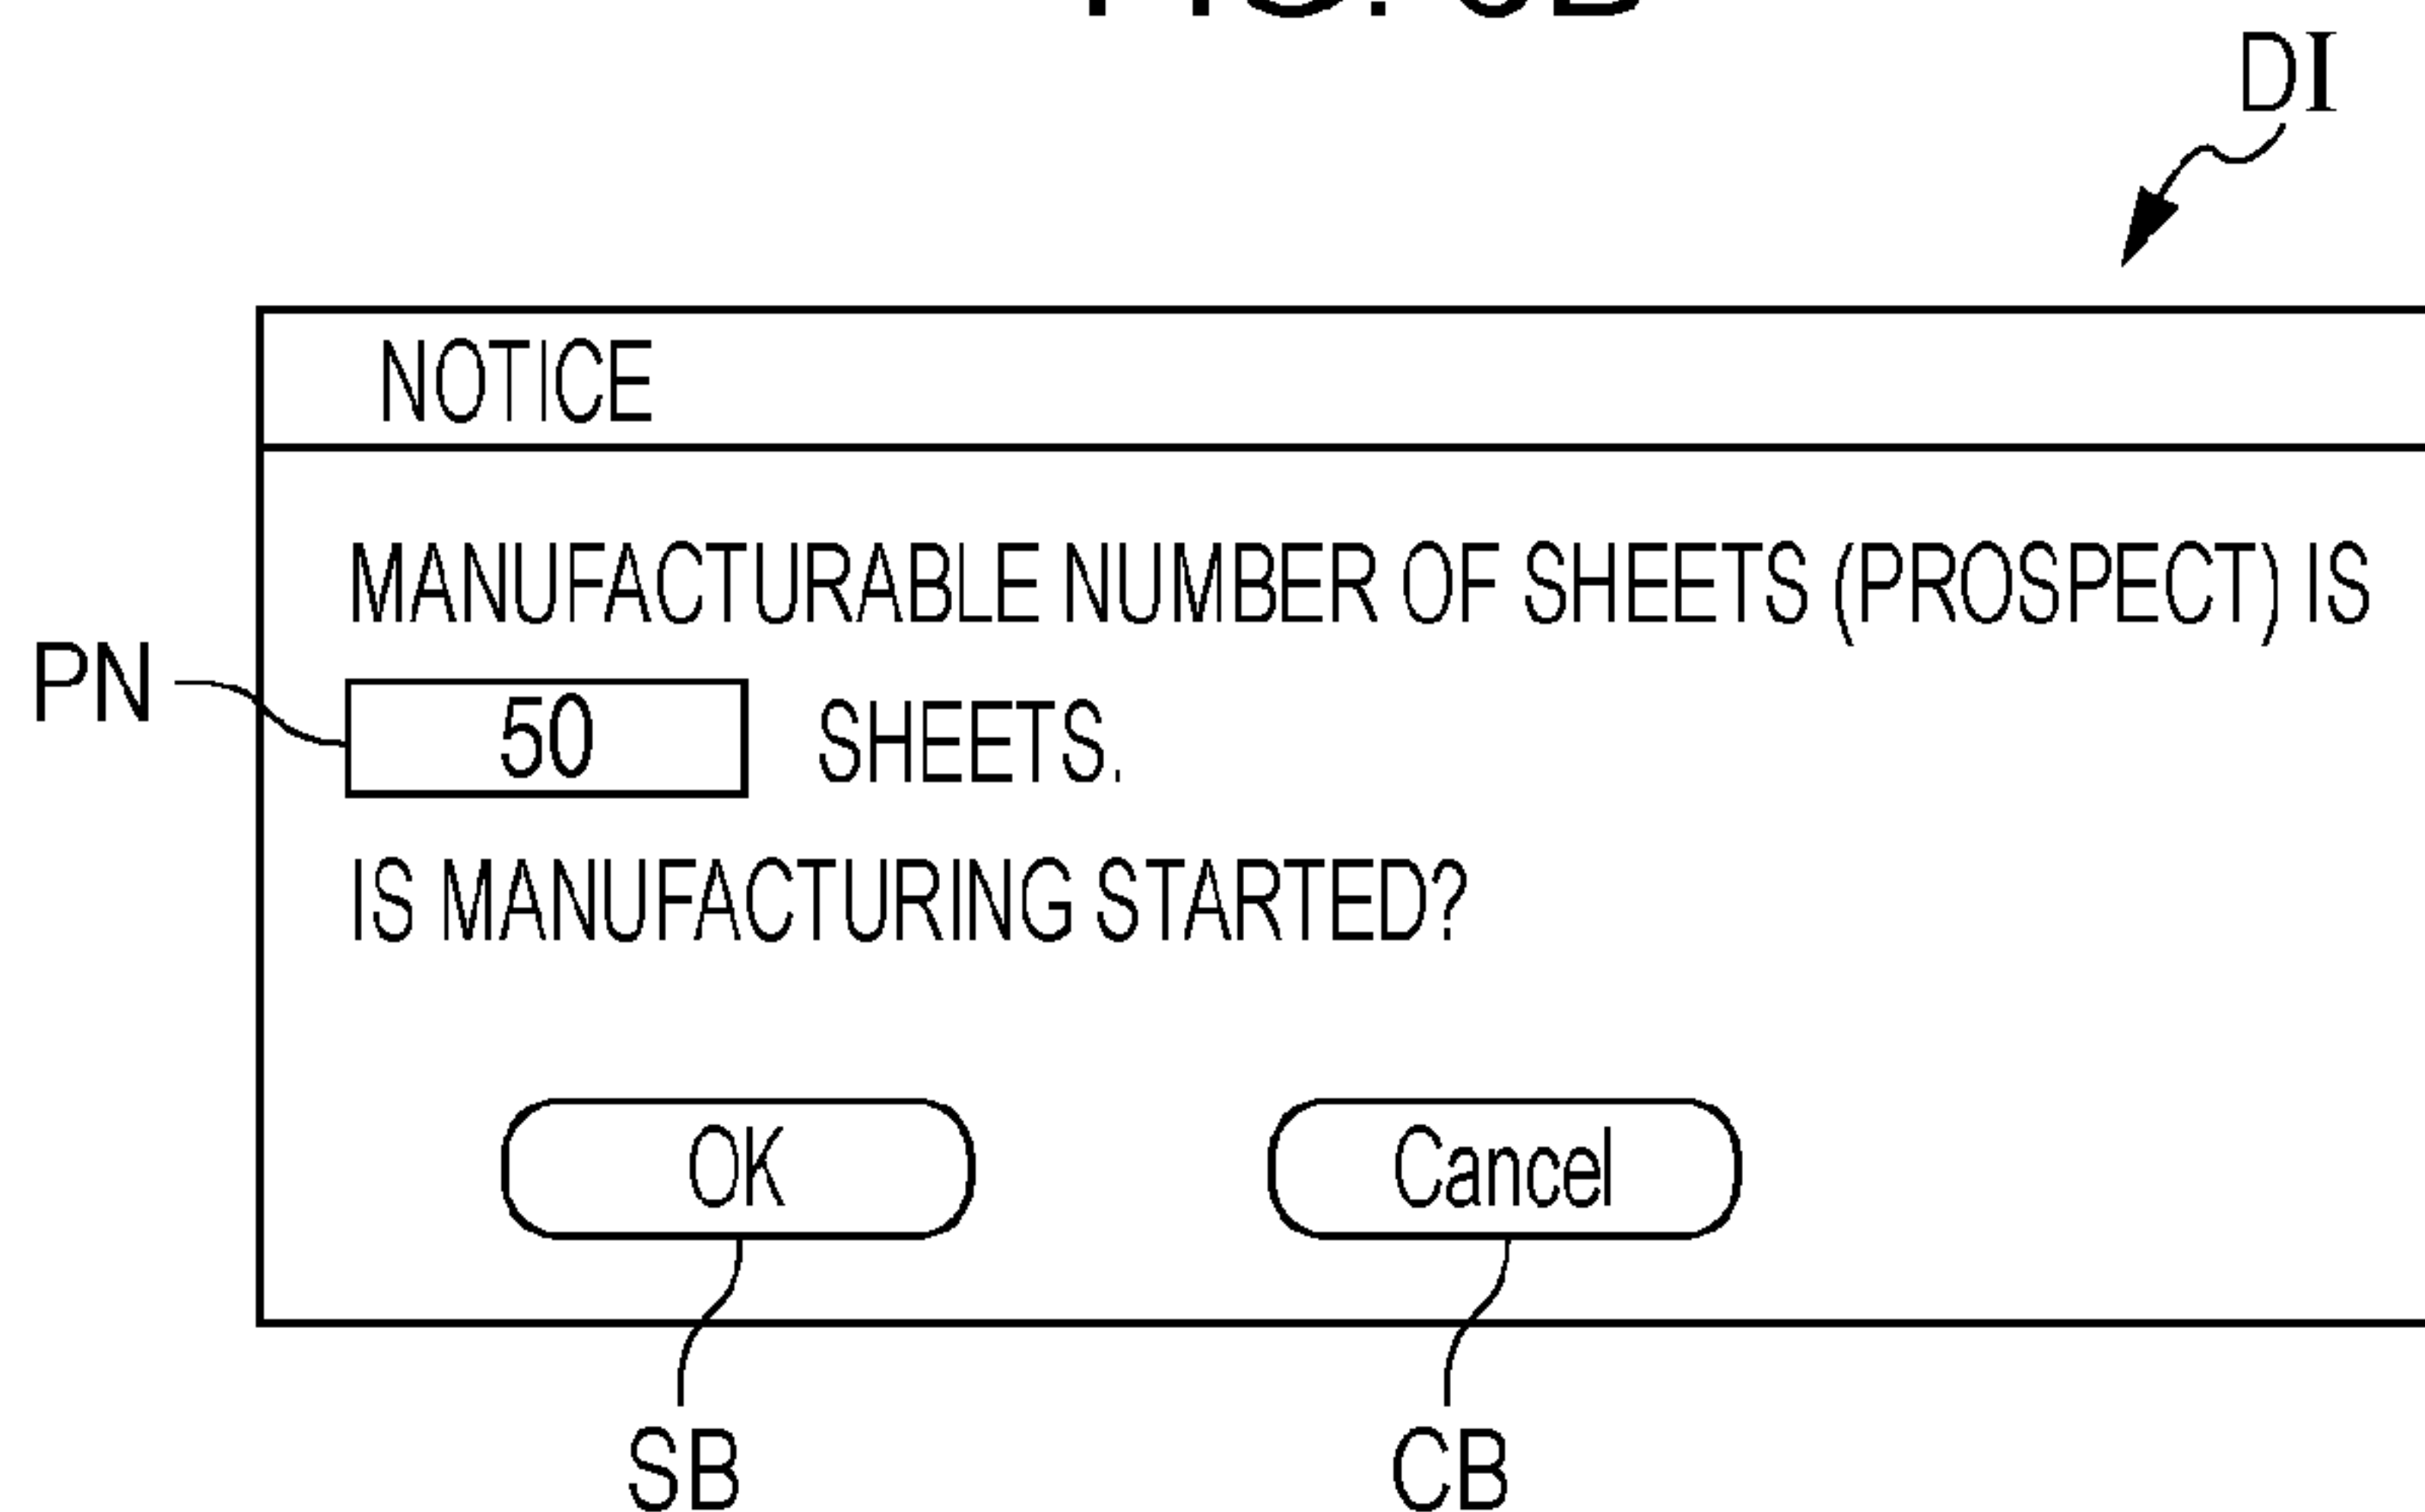 DI
NOTICE
MANUFACTURABLE NUMBER OF SHEETS (PROSPECT) IS
PN
50 SHEETS.
IS MANUFACTURING STARTED?
OK Cancel
SB CB